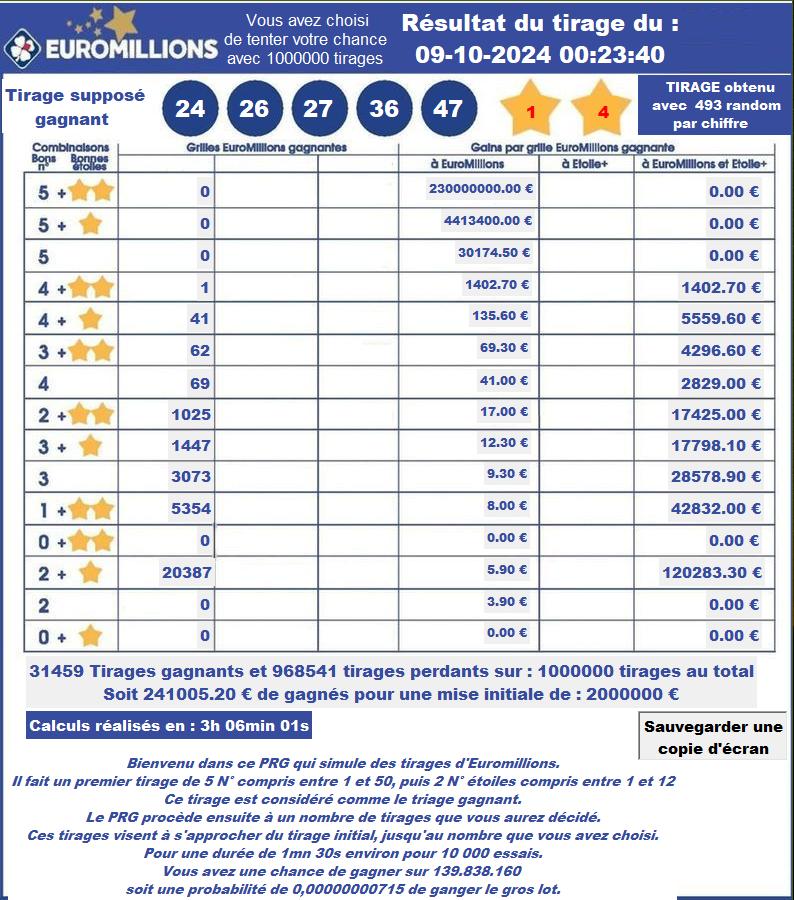 EUROMILLIONS
Vous avez choisi
de tenter votre chance
avec 1000000 tirages
Résultat du tirage du :
09-10-2024 00:23:40
Tirage supposé
gagnant
24 26 27 36 47 1 4
TIRAGE obtenu
avec 493 random
par chiffre
Combinaisons
Bons n° Bonnes étoiles
Grilles EuroMillions gagnantes
Gains par grille EuroMillions gagnante
à EuroMillions à Etoile+ à EuroMillions et Etoile+
5 + 0 230000000.00 € 0.00 €
5 + 0 4413400.00 € 0.00 €
5 0 30174.50 € 0.00 €
4 + 1 1402.70 € 1402.70 €
4 + 41 135.60 € 5559.60 €
3 + 62 69.30 € 4296.60 €
4 69 41.00 € 2829.00 €
2 + 1025 17.00 € 17425.00 €
3 + 1447 12.30 € 17798.10 €
3 3073 9.30 € 28578.90 €
1 + 5354 8.00 € 42832.00 €
0 + 0 0.00 € 0.00 €
2 + 20387 5.90 € 120283.30 €
2 0 3.90 € 0.00 €
0 + 0 0.00 € 0.00 €
31459 Tirages gagnants et 968541 tirages perdants sur : 1000000 tirages au total
Soit 241005.20 € de gagnés pour une mise initiale de : 2000000 €
Calculs réalisés en : 3h 06min 01s
Sauvegarder une
copie d'écran
Bienvenu dans ce PRG qui simule des tirages d'Euromillions.
Il fait un premier tirage de 5 N° compris entre 1 et 50, puis 2 N° étoiles compris entre 1 et 12
Ce tirage est considéré comme le triage gagnant.
Le PRG procède ensuite à un nombre de tirages que vous aurez décidé.
Ces tirages visent à s'approcher du tirage initial, jusqu'au nombre que vous avez choisi.
Pour une durée de 1mn 30s environ pour 10 000 essais.
Vous avez une chance de gagner sur 139.838.160
soit une probabilité de 0,00000000715 de ganger le gros lot.